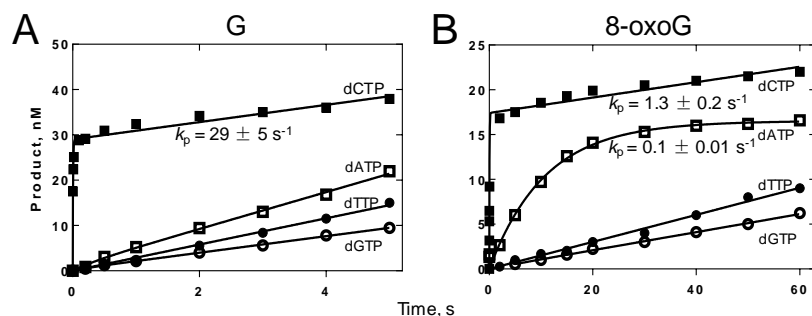 A
G
50
40
30
20
10
0
Product, nM
dCTP
kp = 29 ± 5 s-1
dATP
dTTP
dGTP
0
2
4
B
8-oxoG
25
20
15
10
5
0
dCTP
kp = 1.3 ± 0.2 s-1
dATP
kp = 0.1 ± 0.01 s-1
dTTP
dGTP
0
20
40
60
Time, s